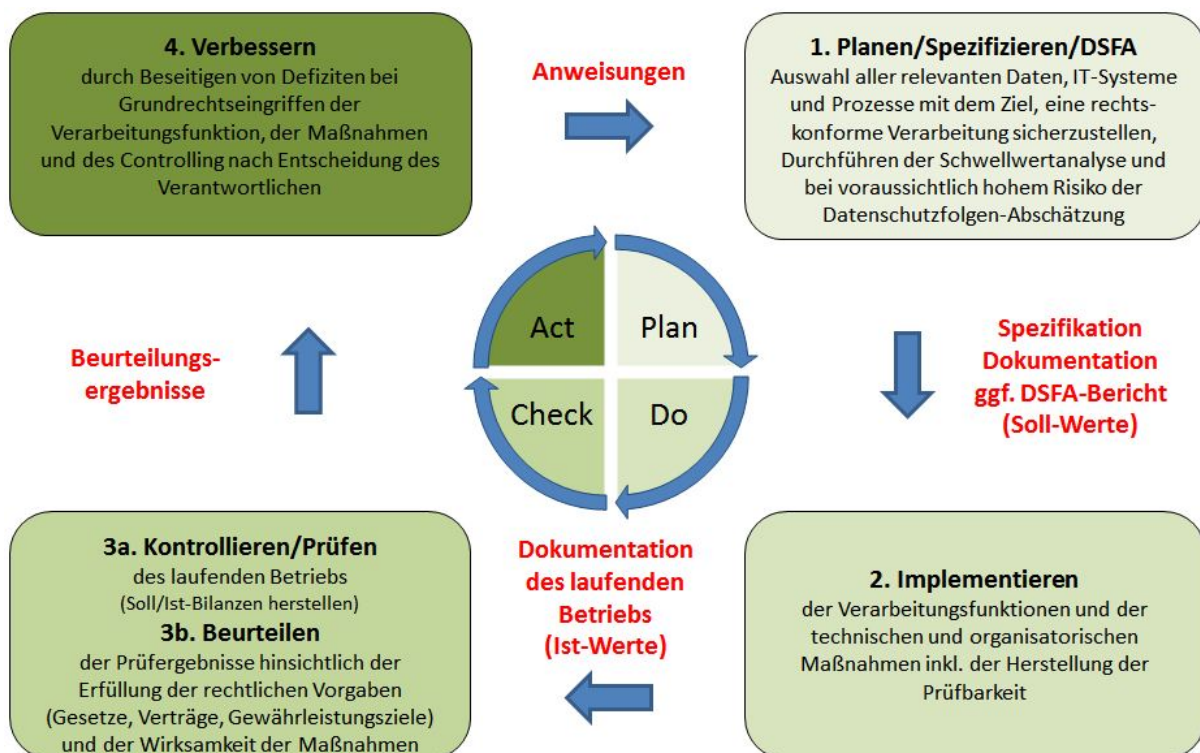 4. Verbessern
durch Beseitigen von Defiziten bei
Grundrechtseingriffen der
Verarbeitungsfunktion, der Maßnahmen
und des Controlling nach Entscheidung des
Verantwortlichen
Anweisungen
1. Planen/Spezifizieren/DSFA
Auswahl aller relevanten Daten, IT-Systeme
und Prozesse mit dem Ziel, eine rechts-
konforme Verarbeitung sicherzustellen,
Durchführen der Schwellwertanalyse und
bei voraussichtlich hohem Risiko der
Datenschutzfolgen-Abschätzung
Act
Plan
Check
Do
Beurteilungs-
ergebnisse
Spezifikation
Dokumentation
ggf. DSFA-Bericht
(Soll-Werte)
3a. Kontrollieren/Prüfen
des laufenden Betriebs
(Soll/Ist-Bilanzen herstellen)
3b. Beurteilen
der Prüfergebnisse hinsichtlich der
Erfüllung der rechtlichen Vorgaben
(Gesetze, Verträge, Gewährleistungsziele)
und der Wirksamkeit der Maßnahmen
Dokumentation
des laufenden
Betriebs
(Ist-Werte)
2. Implementieren
der Verarbeitungsfunktionen und der
technischen und organisatorischen
Maßnahmen inkl. der Herstellung der
Prüfbarkeit